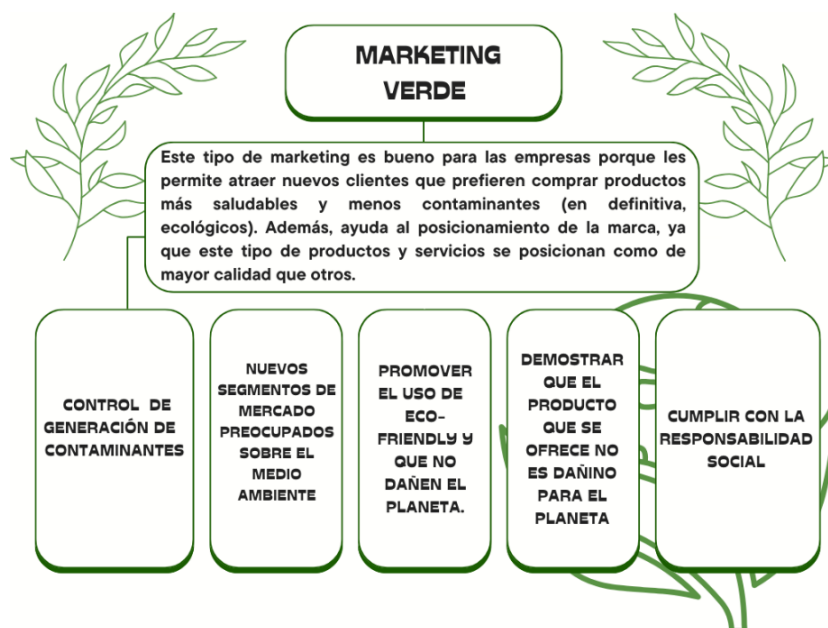 MARKETING
VERDE
Este tipo de marketing es bueno para las empresas porque les
permite atraer nuevos clientes que prefieren comprar productos
más saludables y menos contaminantes (en definitiva,
ecológicos). Además, ayuda al posicionamiento de la marca, ya
que este tipo de productos y servicios se posicionan como de
mayor calidad que otros.
CONTROL DE
GENERACIÓN DE
CONTAMINANTES
NUEVOS
SEGMENTOS DE
MERCADO
PREOCUPADOS
SOBRE EL
MEDIO
AMBIENTE
PROMOVER
EL USO DE
ECO-
FRIENDLY Y
QUE NO
DAÑEN EL
PLANETA.
DEMOSTRAR
QUE EL
PRODUCTO
QUE SE
OFRECE NO
ES DAÑINO
PARA EL
PLANETA
CUMPLIR CON LA
RESPONSABILIDAD
SOCIAL